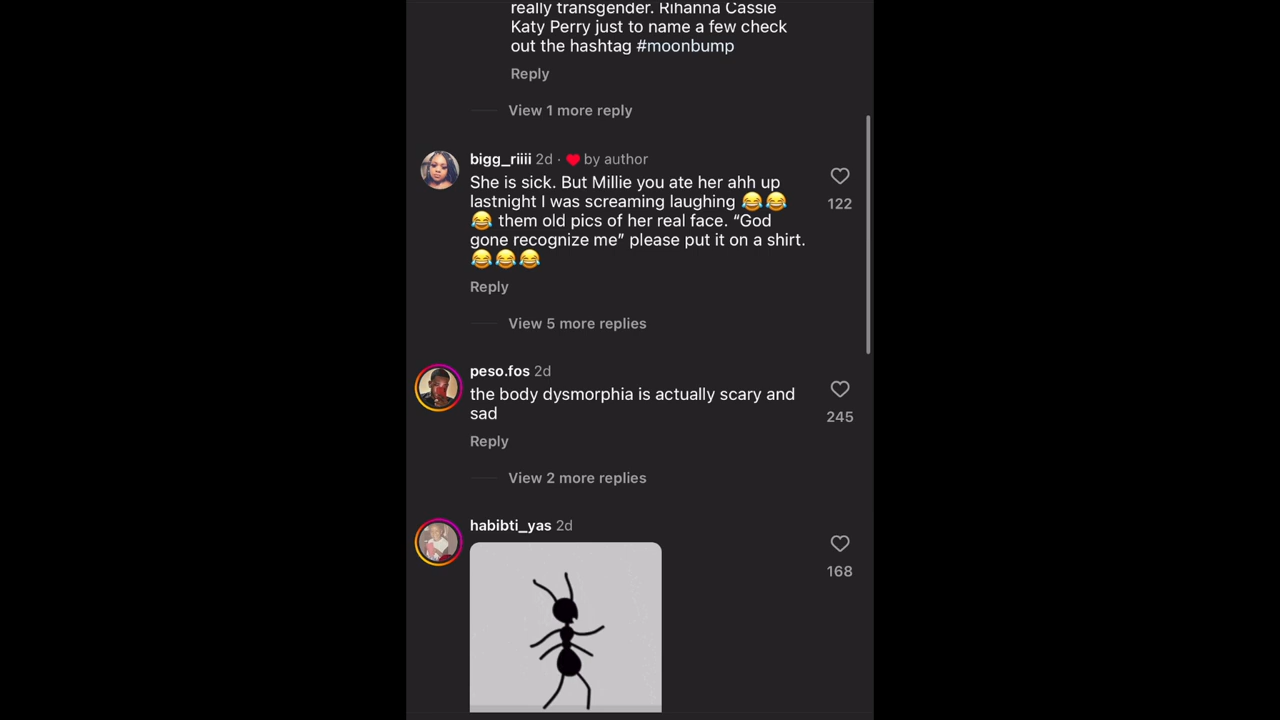 really transgender. Rihanna Cassie
Katy Perry just to name a few check
out the hashtag #moonbump
Reply
View 1 more reply
bigg_riiii 2d · ❤️ by author
She is sick. But Millie you ate her ahh up
lastnight I was screaming laughing 😂😂
😂 them old pics of her real face. “God
gone recognize me” please put it on a shirt.
😂😂😂
122
Reply
View 5 more replies
peso.fos 2d
the body dysmorphia is actually scary and
sad
245
Reply
View 2 more replies
habibti_yas 2d
168